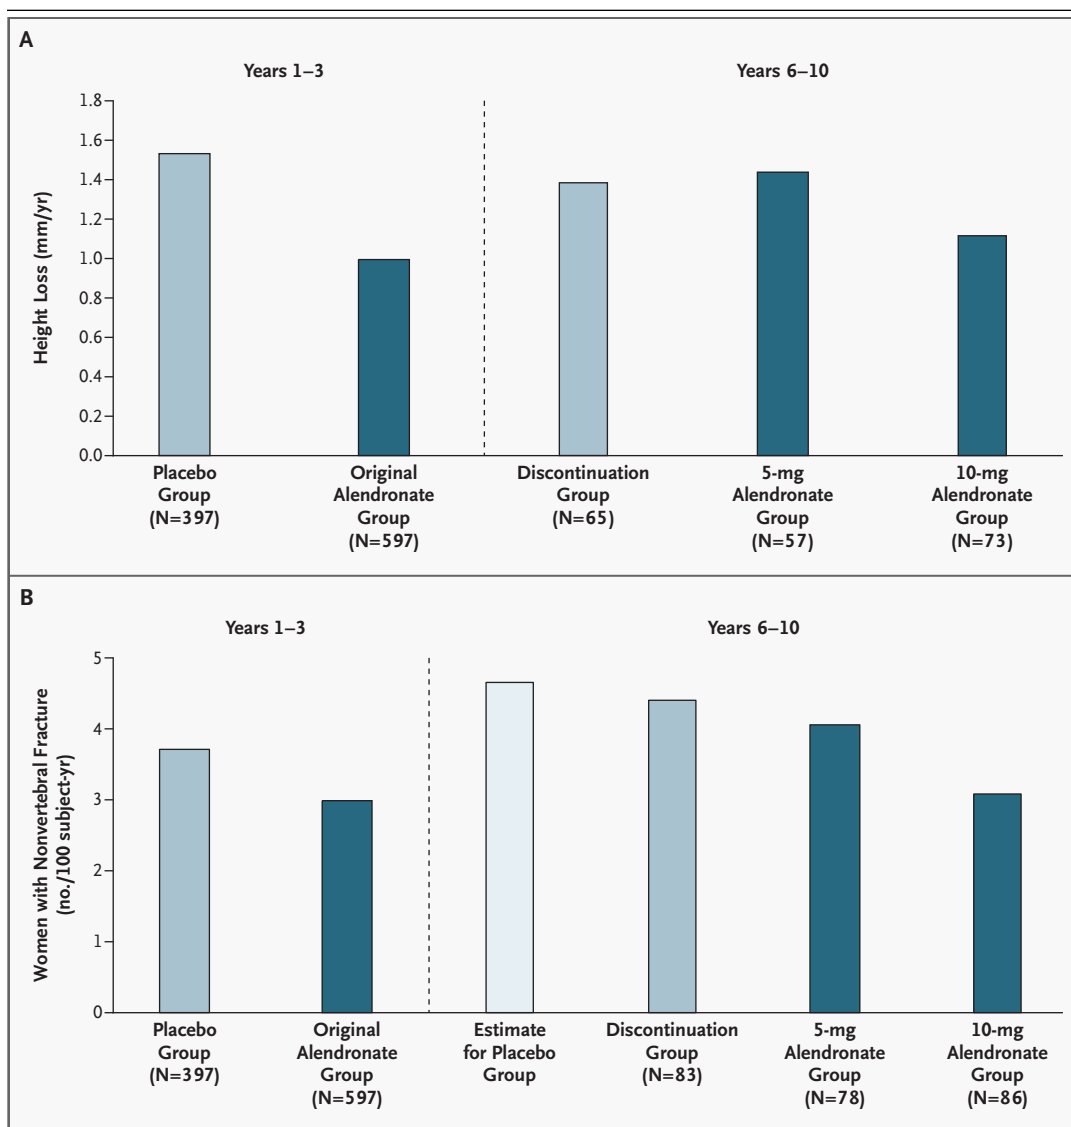 A
Years 1–3
Years 6–10
Height Loss (mm/yr)
1.8
1.6
1.4
1.2
1.0
0.8
0.6
0.4
0.2
0.0
Placebo
Group
(N=397)
Original
Alendronate
Group
(N=597)
Discontinuation
Group
(N=65)
5-mg
Alendronate
Group
(N=57)
10-mg
Alendronate
Group
(N=73)
B
Years 1–3
Years 6–10
Women with Nonvertebral Fracture
(no./100 subject-yr)
5
4
3
2
1
0
Placebo
Group
(N=397)
Original
Alendronate
Group
(N=597)
Estimate
for Placebo
Group
Discontinuation
Group
(N=83)
5-mg
Alendronate
Group
(N=78)
10-mg
Alendronate
Group
(N=86)